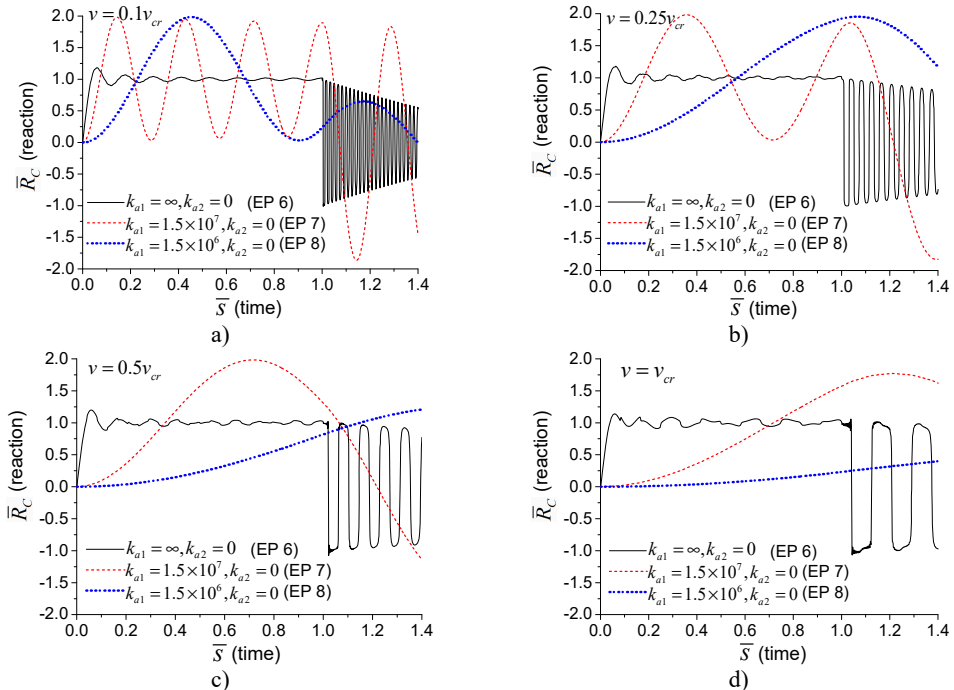 v = 0.1v_cr
2.0
1.5
1.0
0.5
0.0
-0.5
-1.0
-1.5
-2.0
R̄_C (reaction)
k_a1 = ∞, k_a2 = 0 (EP 6)
k_a1 = 1.5×10^7, k_a2 = 0 (EP 7)
k_a1 = 1.5×10^6, k_a2 = 0 (EP 8)
0.0 0.2 0.4 0.6 0.8 1.0 1.2 1.4
s̄ (time)
a)
v = 0.25v_cr
2.0
1.5
1.0
0.5
0.0
-0.5
-1.0
-1.5
-2.0
R̄_C (reaction)
k_a1 = ∞, k_a2 = 0 (EP 6)
k_a1 = 1.5×10^7, k_a2 = 0 (EP 7)
k_a1 = 1.5×10^6, k_a2 = 0 (EP 8)
0.0 0.2 0.4 0.6 0.8 1.0 1.2 1.4
s̄ (time)
b)
v = 0.5v_cr
2.0
1.5
1.0
0.5
0.0
-0.5
-1.0
-1.5
-2.0
R̄_C (reaction)
k_a1 = ∞, k_a2 = 0 (EP 6)
k_a1 = 1.5×10^7, k_a2 = 0 (EP 7)
k_a1 = 1.5×10^6, k_a2 = 0 (EP 8)
0.0 0.2 0.4 0.6 0.8 1.0 1.2 1.4
s̄ (time)
c)
v = v_cr
2.0
1.5
1.0
0.5
0.0
-0.5
-1.0
-1.5
-2.0
R̄_C (reaction)
k_a1 = ∞, k_a2 = 0 (EP 6)
k_a1 = 1.5×10^7, k_a2 = 0 (EP 7)
k_a1 = 1.5×10^6, k_a2 = 0 (EP 8)
0.0 0.2 0.4 0.6 0.8 1.0 1.2 1.4
s̄ (time)
d)